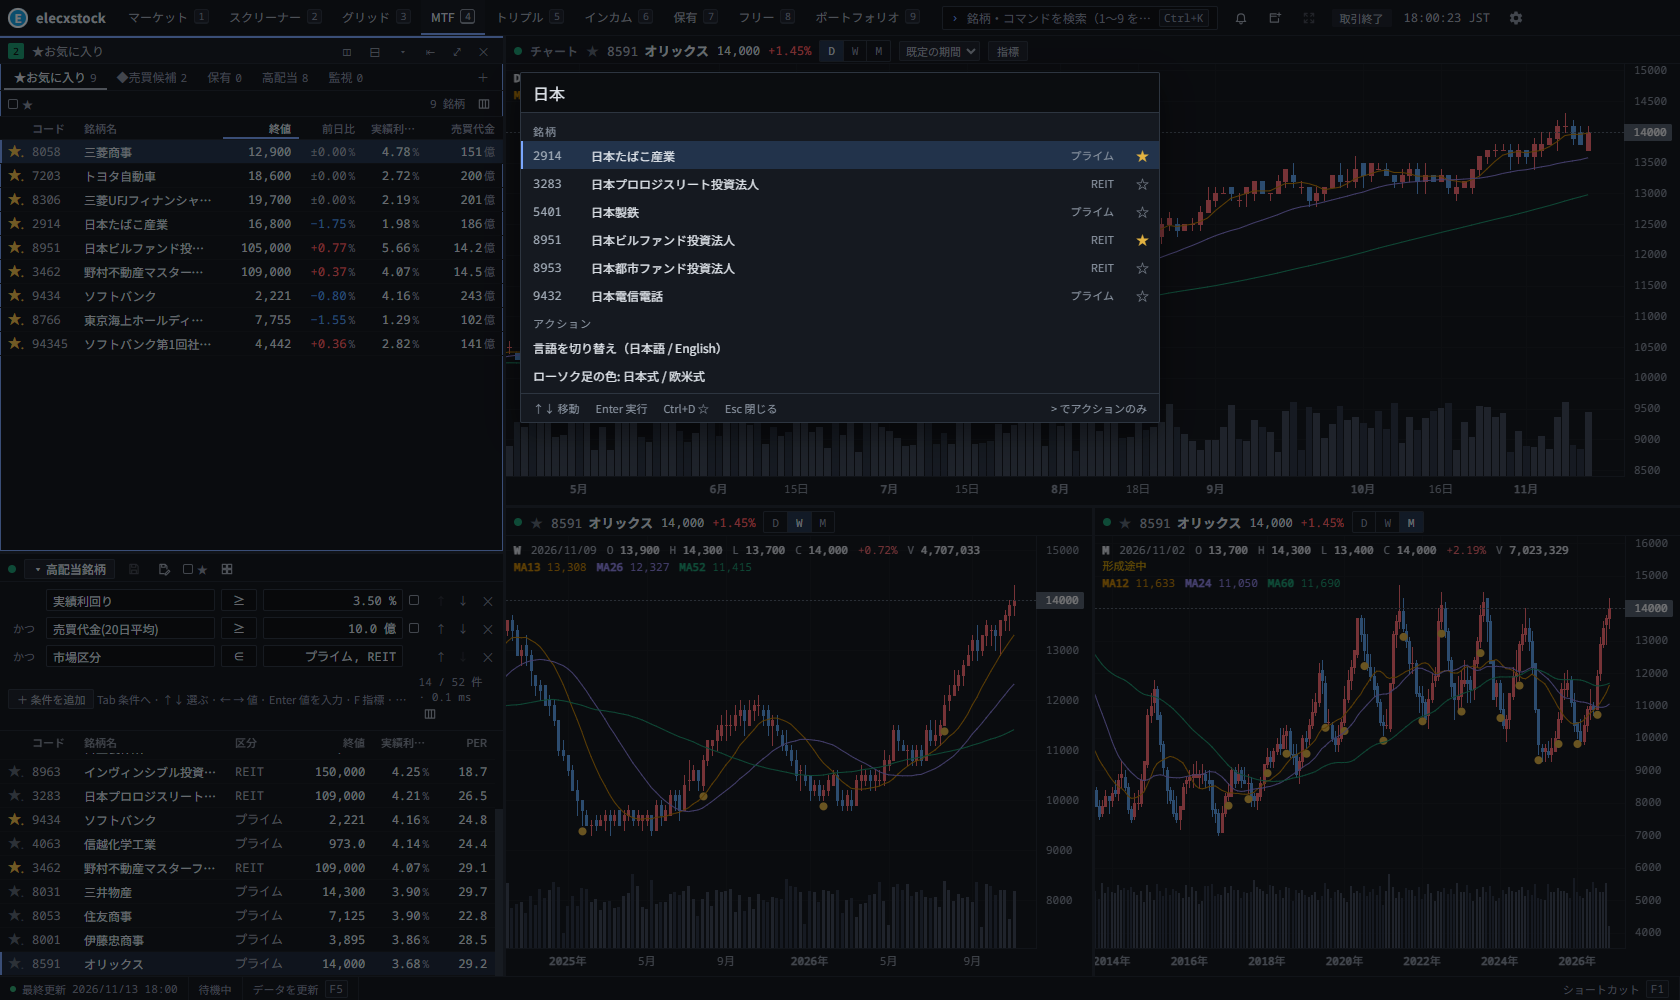 E elecxstock マーケット 1 スクリーナー 2 グリッド 3 MTF 4 トリプル 5 インカム 6 保有 7 フリー 8 ポートフォリオ 9 › 銘柄・コマンドを検索（1〜9 を… Ctrl+K 取引終了 18:00:23 JST
2 ★お気に入り
★お気に入り 9 ◆売買候補 2 保有 0 高配当 8 監視 0 +
★ 9 銘柄
コード 銘柄名 終値 前日比 実績利… 売買代金
8058 三菱商事 12,900 ±0.00% 4.78% 151億
7203 トヨタ自動車 18,600 ±0.00% 2.72% 200億
8306 三菱UFJフィナンシャ… 19,700 ±0.00% 2.19% 201億
2914 日本たばこ産業 16,800 −1.75% 1.98% 186億
8951 日本ビルファンド投… 105,000 +0.77% 5.66% 14.2億
3462 野村不動産マスター… 109,000 +0.37% 4.07% 14.5億
9434 ソフトバンク 2,221 −0.80% 4.16% 243億
8766 東京海上ホールディ… 7,755 −1.55% 1.29% 102億
94345 ソフトバンク第1回社… 4,442 +0.36% 2.82% 141億
チャート ★ 8591 オリックス 14,000 +1.45% D W M 既定の期間 指標
日本
銘柄
2914 日本たばこ産業 プライム ★
3283 日本プロロジスリート投資法人 REIT ☆
5401 日本製鉄 プライム ☆
8951 日本ビルファンド投資法人 REIT ★
8953 日本都市ファンド投資法人 REIT ☆
9432 日本電信電話 プライム ☆
アクション
言語を切り替え（日本語 / English）
ローソク足の色: 日本式 / 欧米式
↑↓ 移動 Enter 実行 Ctrl+D ☆ Esc 閉じる > でアクションのみ
15000
14500
14000
13500
13000
12500
12000
11500
11000
10500
10000
9500
9000
8500
5月 6月 15日 7月 15日 8月 18日 9月 10月 16日 11月
高配当銘柄 ★
実績利回り ≥ 3.50 % ↑ ↓ ×
かつ 売買代金(20日平均) ≥ 10.0 億 ↑ ↓ ×
かつ 市場区分 ∈ プライム, REIT ↑ ↓ ×
+ 条件を追加 Tab 条件へ・↑↓ 選ぶ・←→ 値・Enter 値を入力・F 指標・… 14 / 52 件 · 0.1 ms
コード 銘柄名 区分 終値 実績利… PER
8963 インヴィンシブル投資… REIT 150,000 4.25% 18.7
3283 日本プロロジスリート… REIT 109,000 4.21% 26.5
9434 ソフトバンク プライム 2,221 4.16% 24.8
4063 信越化学工業 プライム 973.0 4.14% 24.4
3462 野村不動産マスターフ… REIT 109,000 4.07% 29.1
8031 三井物産 プライム 14,300 3.90% 29.7
8053 住友商事 プライム 7,125 3.90% 22.8
8001 伊藤忠商事 プライム 3,895 3.86% 28.5
8591 オリックス プライム 14,000 3.68% 29.2
★ 8591 オリックス 14,000 +1.45% D W M
W 2026/11/09 O 13,900 H 14,300 L 13,700 C 14,000 +0.72% V 4,707,033
MA13 13,308 MA26 12,327 MA52 11,415
15000
14000
13000
12000
11000
10000
9000
8000
2025年 5月 9月 2026年 5月 9月
★ 8591 オリックス 14,000 +1.45% D W M
M 2026/11/02 O 13,700 H 14,300 L 13,400 C 14,000 +2.19% V 7,023,329
形成途中
MA12 11,633 MA24 11,050 MA60 11,690
16000
15000
14000
13000
12000
11000
10000
9000
8000
7000
6000
5000
4000
2014年 2016年 2018年 2020年 2022年 2024年 2026年
最終更新 2026/11/13 18:00 待機中 データを更新 F5 ショートカット F1